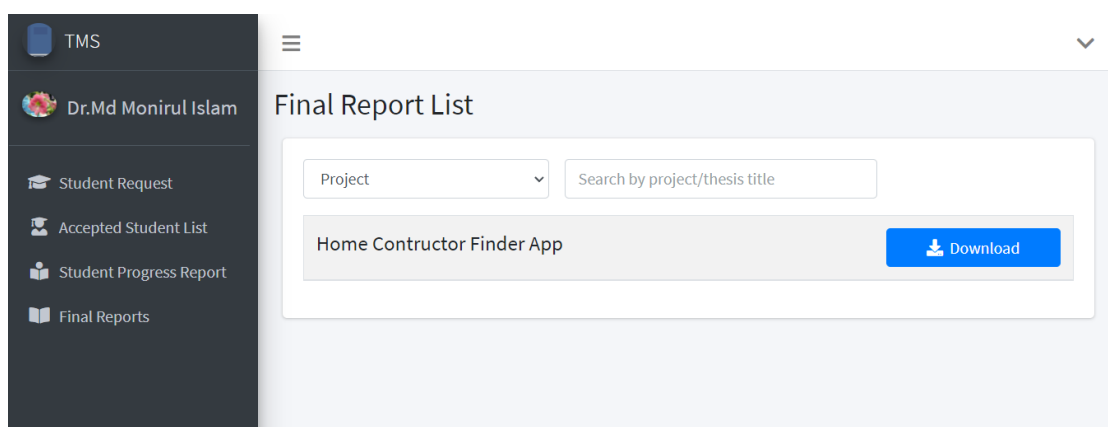 TMS
Dr.Md Monirul Islam
Student Request
Accepted Student List
Student Progress Report
Final Reports
Final Report List
Project
Search by project/thesis title
Home Contructor Finder App
Download